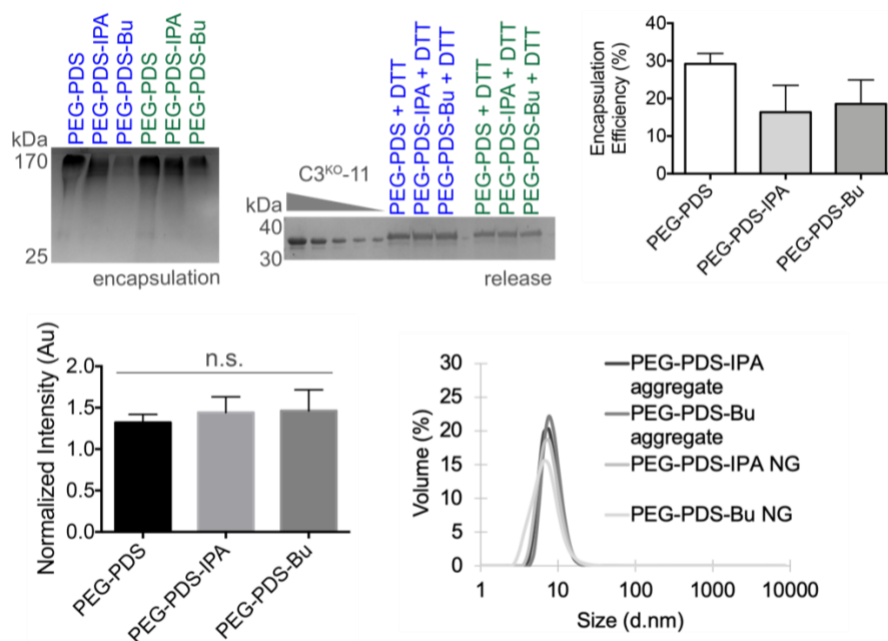 PEG-PDS
PEG-PDS-IPA
PEG-PDS-Bu
PEG-PDS
PEG-PDS-IPA
PEG-PDS-Bu
kDa
170
25
encapsulation
C3KO-11
PEG-PDS + DTT
PEG-PDS-IPA + DTT
PEG-PDS-Bu + DTT
PEG-PDS + DTT
PEG-PDS-IPA + DTT
PEG-PDS-Bu + DTT
kDa
40
30
release
Encapsulation
Efficiency (%)
40
30
20
10
0
PEG-PDS
PEG-PDS-IPA
PEG-PDS-Bu
Normalized Intensity (Au)
n.s.
2.0
1.5
1.0
0.5
0.0
PEG-PDS
PEG-PDS-IPA
PEG-PDS-Bu
Volume (%)
30
25
20
15
10
5
0
PEG-PDS-IPA
aggregate
PEG-PDS-Bu
aggregate
PEG-PDS-IPA NG
PEG-PDS-Bu NG
1 10 100 1000 10000
Size (d.nm)